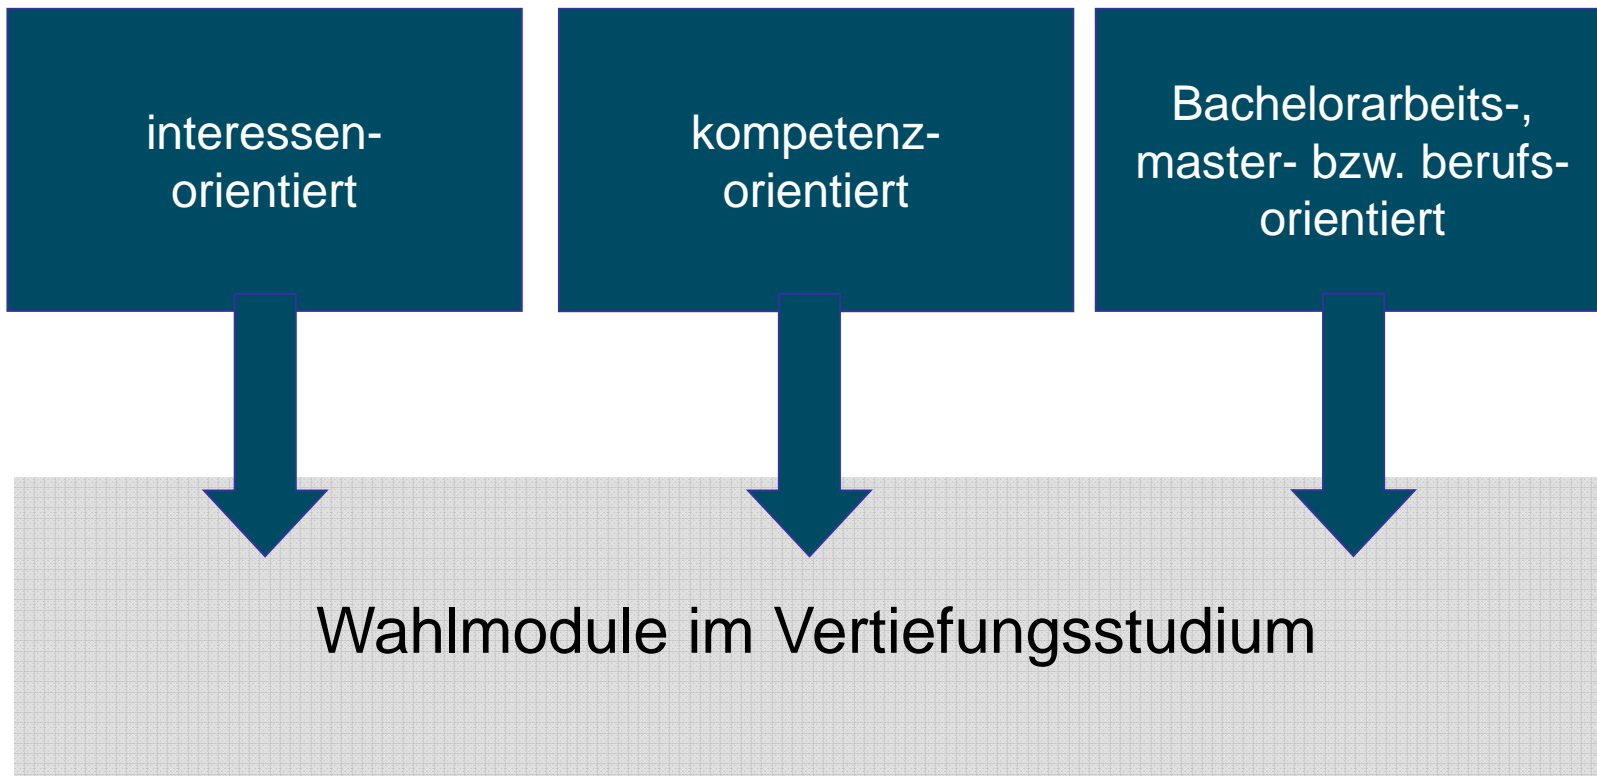 interessen-
orientiert
kompetenz-
orientiert
Bachelorarbeits-,
master- bzw. berufs-
orientiert
Wahlmodule im Vertiefungsstudium